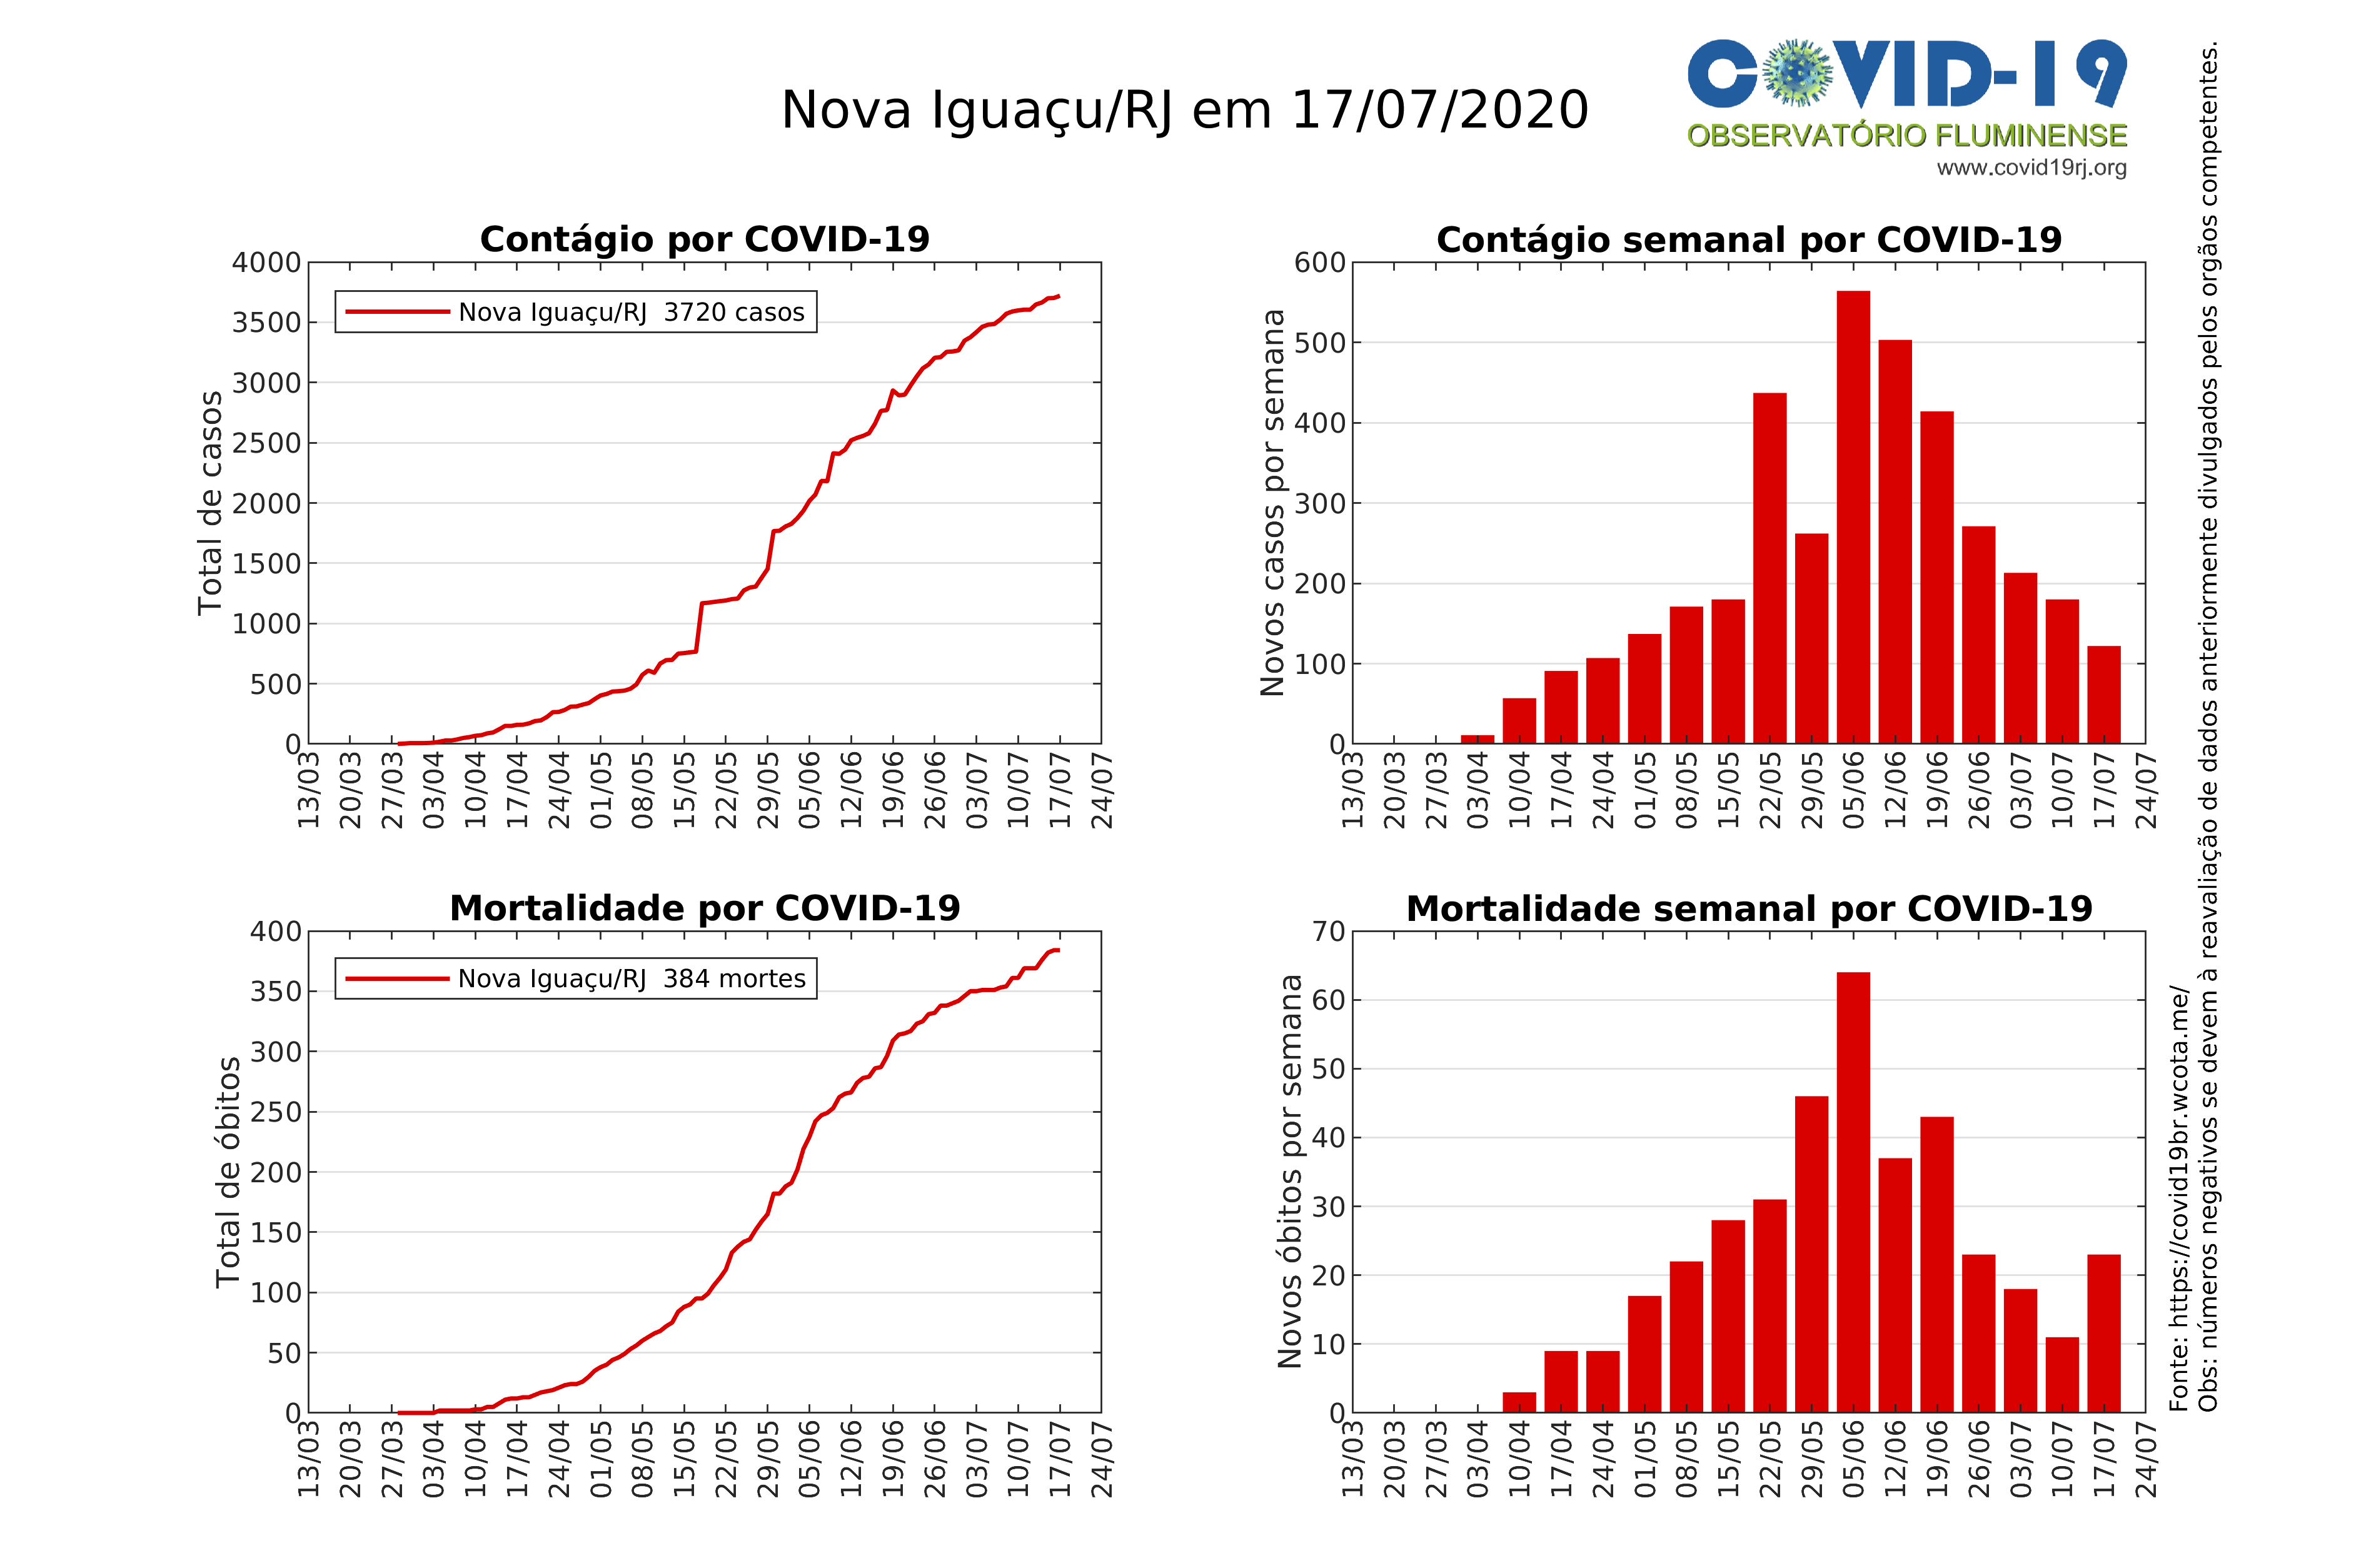 Nova Iguaçu/RJ em 17/07/2020
COVID-19
OBSERVATÓRIO FLUMINENSE
www.covid19rj.org
Contágio por COVID-19
Total de casos
4000
3500
3000
2500
2000
1500
1000
500
0
Nova Iguaçu/RJ 3720 casos
13/03 20/03 27/03 03/04 10/04 17/04 24/04 01/05 08/05 15/05 22/05 29/05 05/06 12/06 19/06 26/06 03/07 10/07 17/07 24/07
Contágio semanal por COVID-19
Novos casos por semana
600
500
400
300
200
100
0
13/03 20/03 27/03 03/04 10/04 17/04 24/04 01/05 08/05 15/05 22/05 29/05 05/06 12/06 19/06 26/06 03/07 10/07 17/07 24/07
Mortalidade por COVID-19
Total de óbitos
400
350
300
250
200
150
100
50
0
Nova Iguaçu/RJ 384 mortes
13/03 20/03 27/03 03/04 10/04 17/04 24/04 01/05 08/05 15/05 22/05 29/05 05/06 12/06 19/06 26/06 03/07 10/07 17/07 24/07
Mortalidade semanal por COVID-19
Novos óbitos por semana
70
60
50
40
30
20
10
0
13/03 20/03 27/03 03/04 10/04 17/04 24/04 01/05 08/05 15/05 22/05 29/05 05/06 12/06 19/06 26/06 03/07 10/07 17/07 24/07
Fonte: https://covid19br.wcota.me/
Obs: números negativos se devem à reavaliação de dados anteriormente divulgados pelos orgãos competentes.